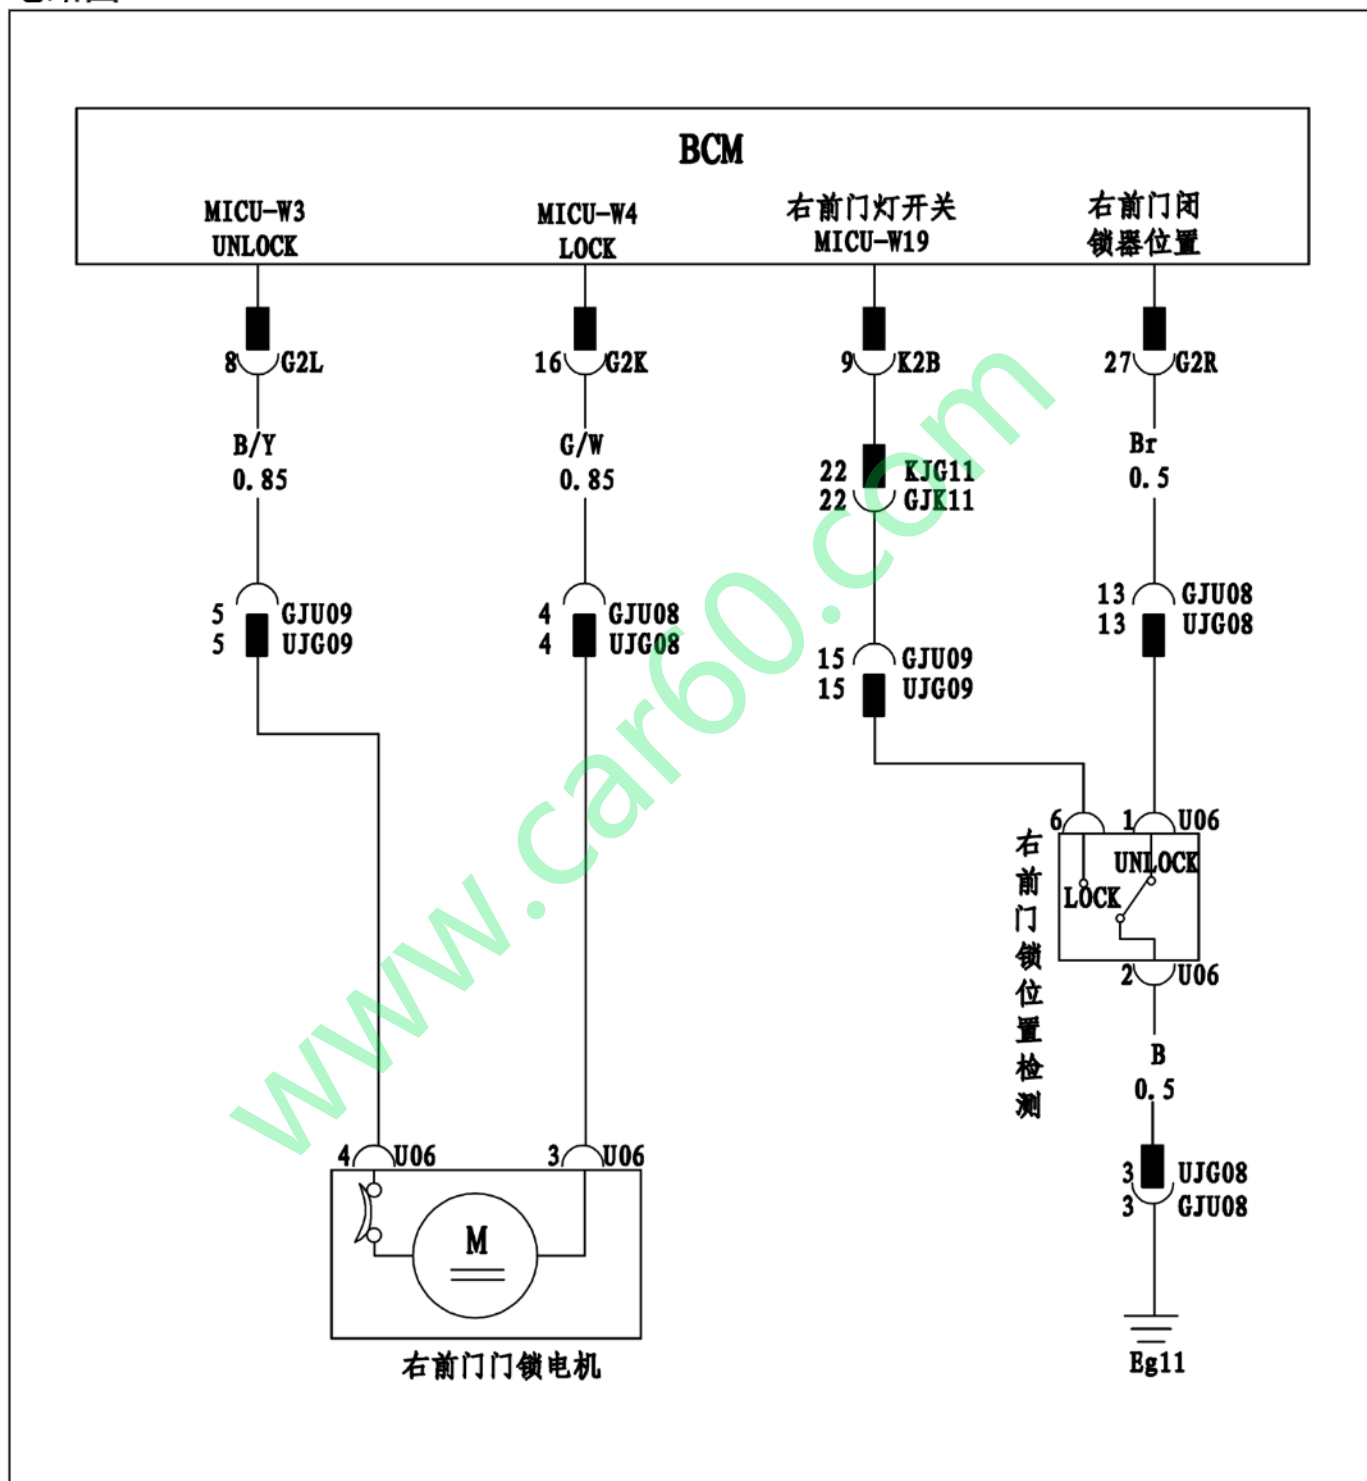 BCM
MICU-W3
UNLOCK
MICU-W4
LOCK
右前门灯开关
MICU-W19
右前门闭
锁器位置
8 G2L
16 G2K
9 K2B
27 G2R
B/Y
0.85
G/W
0.85
22 KJG11
22 GJK11
Br
0.5
5 GJU09
5 UJG09
4 GJU08
4 UJG08
15 GJU09
15 UJG09
13 GJU08
13 UJG08
6
1 U06
UNLOCK
LOCK
右前门锁位置检测
2 U06
B
0.5
4 U06
3 U06
M
3 UJG08
3 GJU08
Eg11
右前门门锁电机
www.car60.com